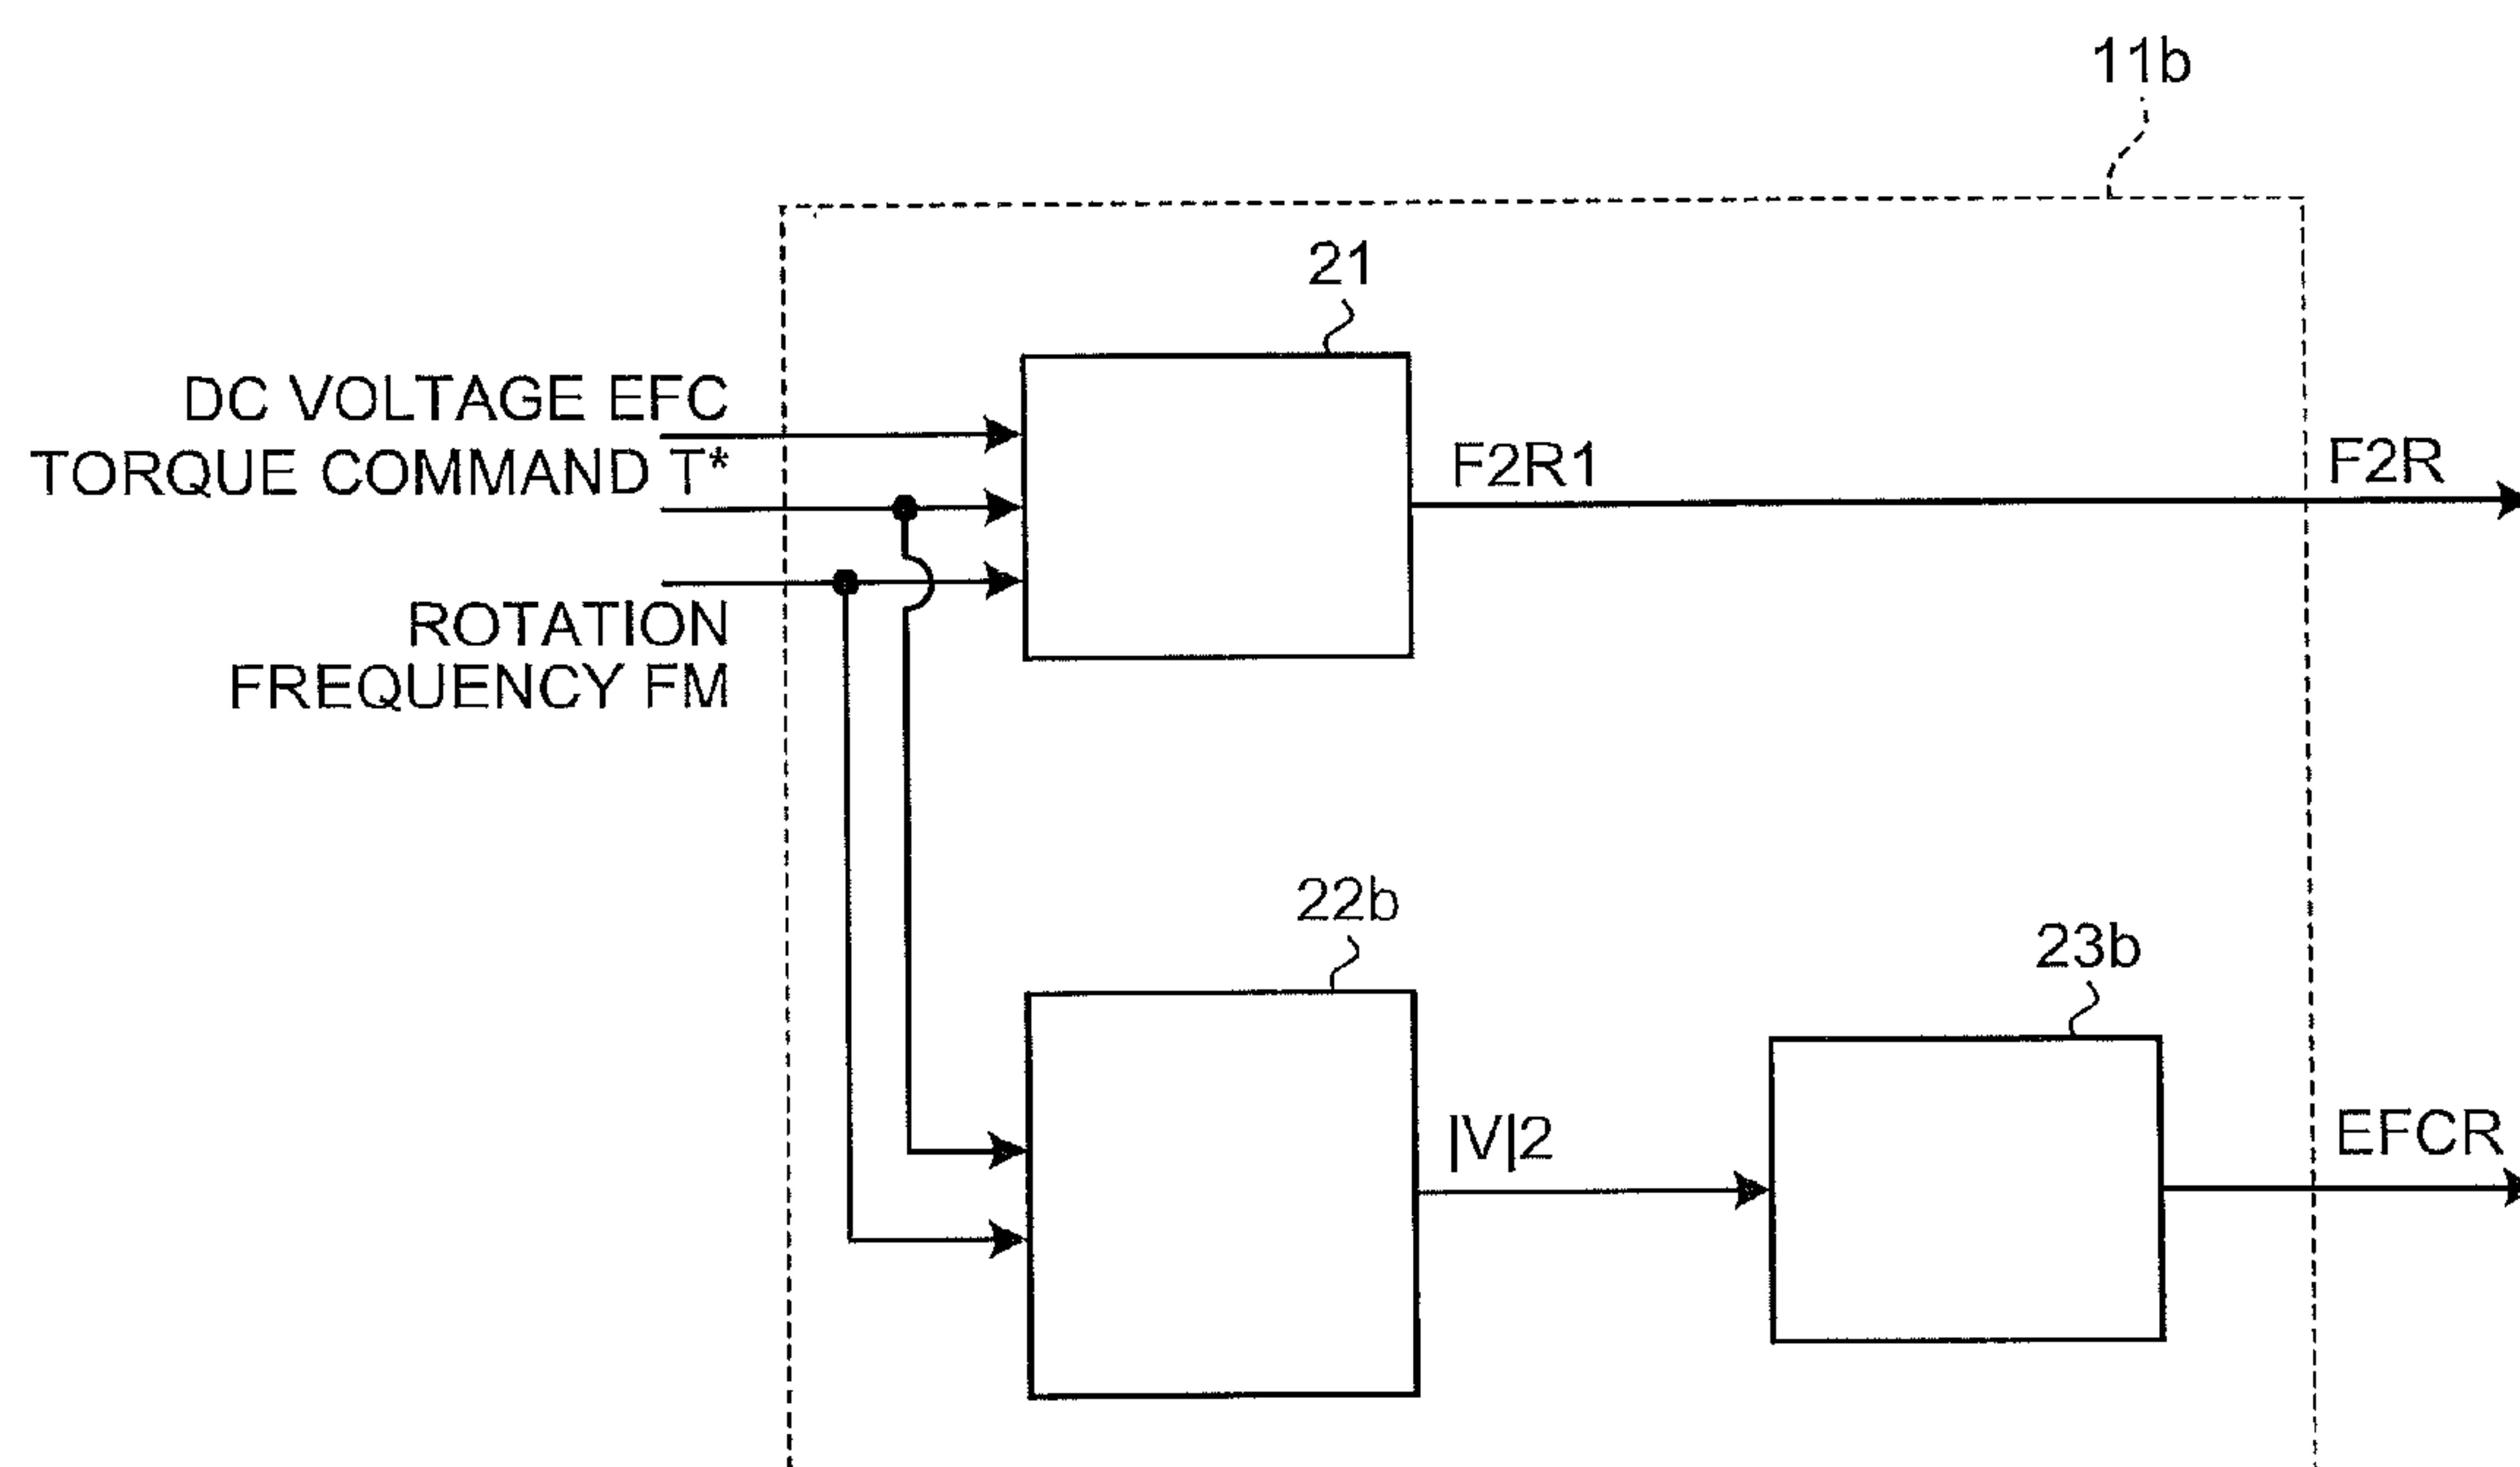 11b
21
DC VOLTAGE EFC
TORQUE COMMAND T*
F2R1
F2R
ROTATION
FREQUENCY FM
22b
23b
|V|2
EFCR